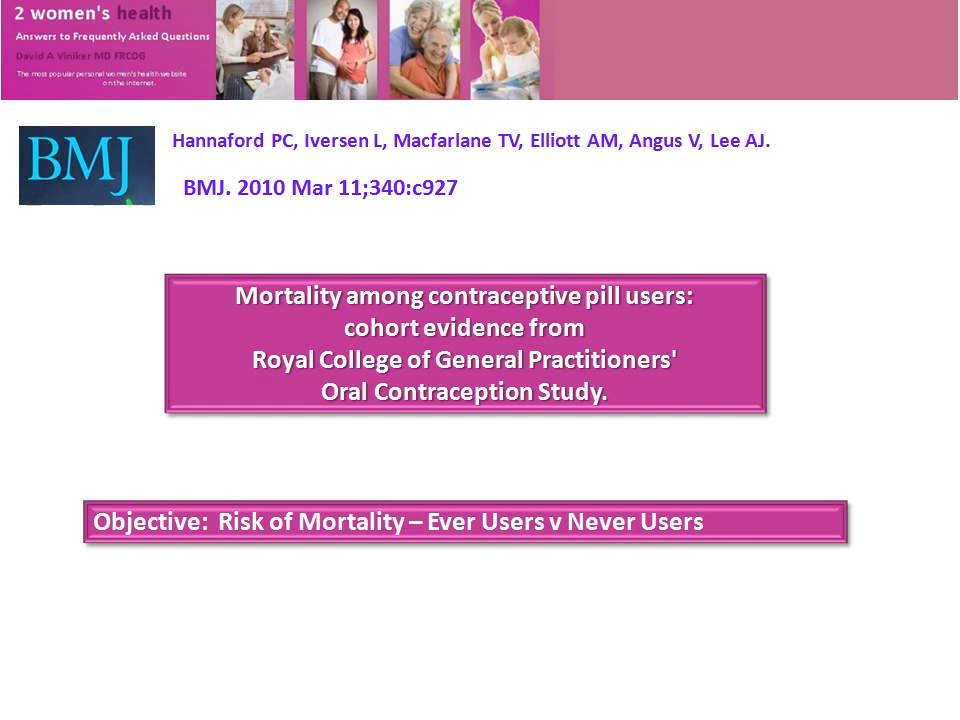 2 women's health
Answers to Frequently Asked Questions
David A Viniker MD FRCOG
The most popular personal women's health website
on the internet.
BMJ
Hannaford PC, Iversen L, Macfarlane TV, Elliott AM, Angus V, Lee AJ.
BMJ. 2010 Mar 11;340:c927
Mortality among contraceptive pill users:
cohort evidence from
Royal College of General Practitioners'
Oral Contraception Study.
Objective: Risk of Mortality – Ever Users v Never Users